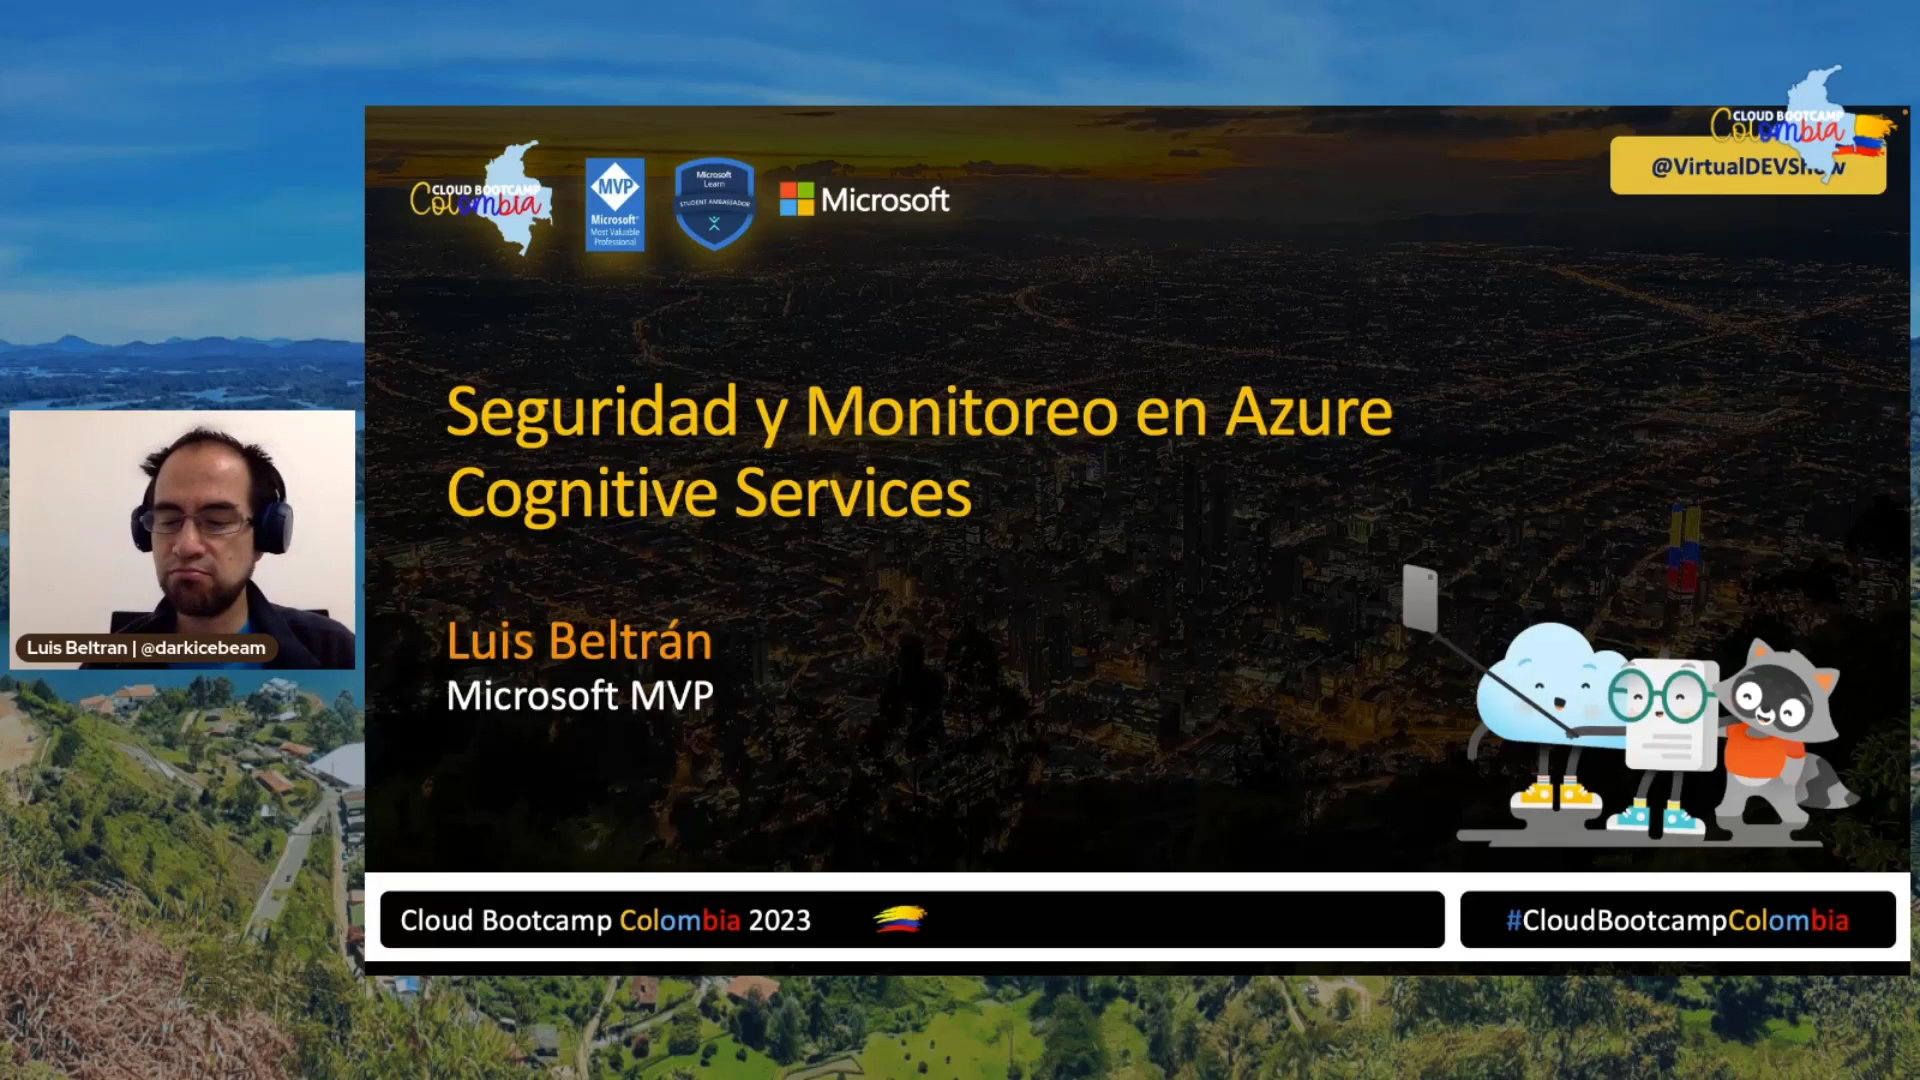 CLOUD BOOTCAMP
Colombia
MVP
Microsoft
Most Valuable
Professional
Microsoft
Learn
STUDENT AMBASSADOR
Microsoft
CLOUD BOOTCAMP
Colombia
@VirtualDEVShow
Seguridad y Monitoreo en Azure
Cognitive Services
Luis Beltrán
Microsoft MVP
Luis Beltran | @darkicebeam
Cloud Bootcamp Colombia 2023
#CloudBootcampColombia